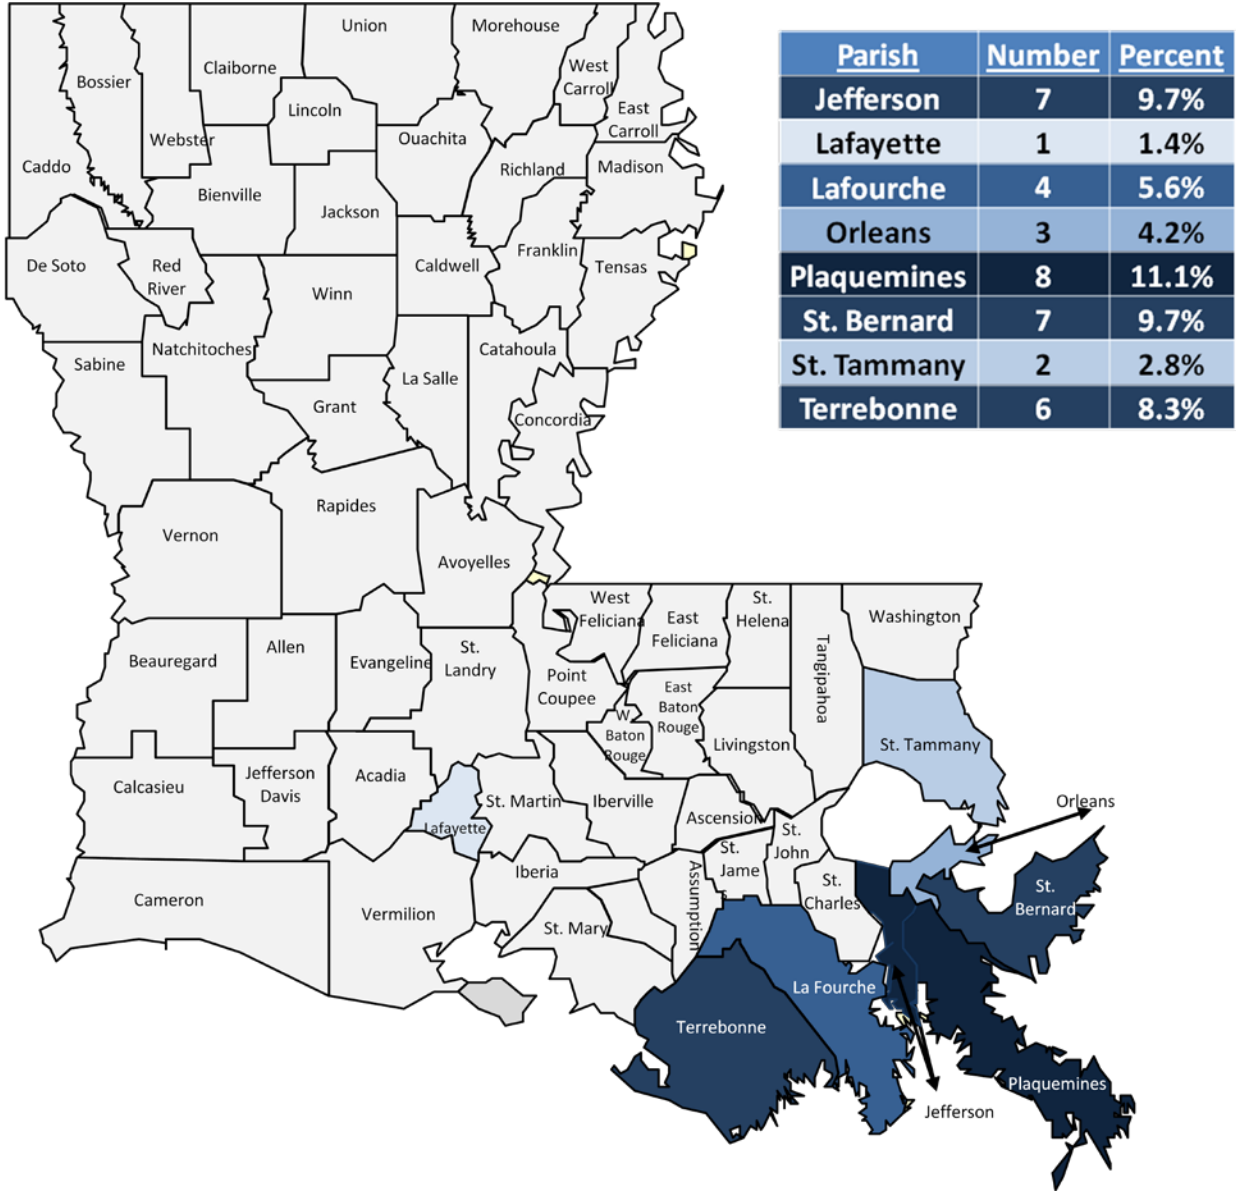 Parish Number Percent
Jefferson 7 9.7%
Lafayette 1 1.4%
Lafourche 4 5.6%
Orleans 3 4.2%
Plaquemines 8 11.1%
St. Bernard 7 9.7%
St. Tammany 2 2.8%
Terrebonne 6 8.3%
Caddo
Bossier
Webster
Claiborne
Union
Lincoln
Morehouse
West
Carroll
East
Carroll
Ouachita
Richland
Madison
Bienville
Jackson
De Soto
Red
River
Caldwell
Franklin
Tensas
Winn
Natchitoches
Sabine
Catahoula
La Salle
Grant
Concordia
Rapides
Vernon
Avoyelles
West
Feliciana
East
Feliciana
St.
Helena
Tangipahoa
Washington
Beauregard
Allen
Evangeline
St.
Landry
Point
Coupee
W
Baton
Rouge
East
Baton
Rouge
Livingston
St. Tammany
Calcasieu
Jefferson
Davis
Acadia
Lafayette
St. Martin
Iberville
Ascension
St.
John
St.
Jame
s
Orleans
Cameron
Vermilion
Iberia
St. Mary
Assumption
St.
Charles
St.
Bernard
La Fourche
Terrebonne
Plaquemines
Jefferson